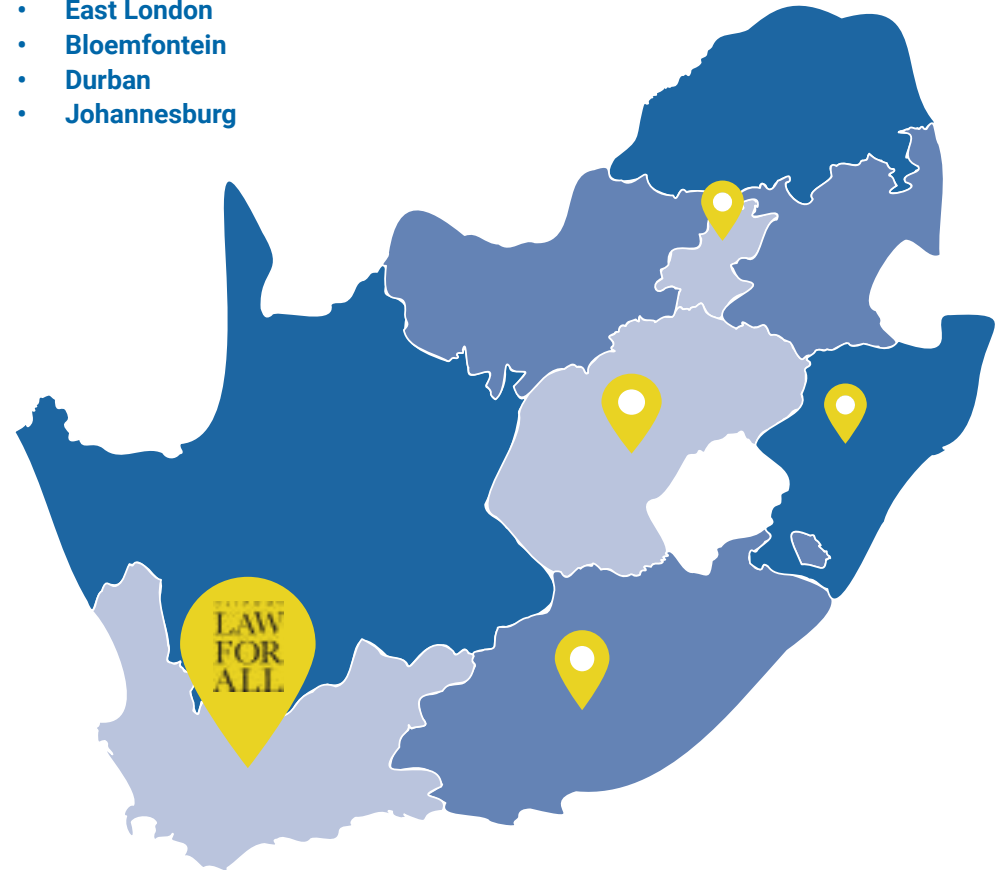 • East London
• Bloemfontein
• Durban
• Johannesburg
LAW
FOR
ALL